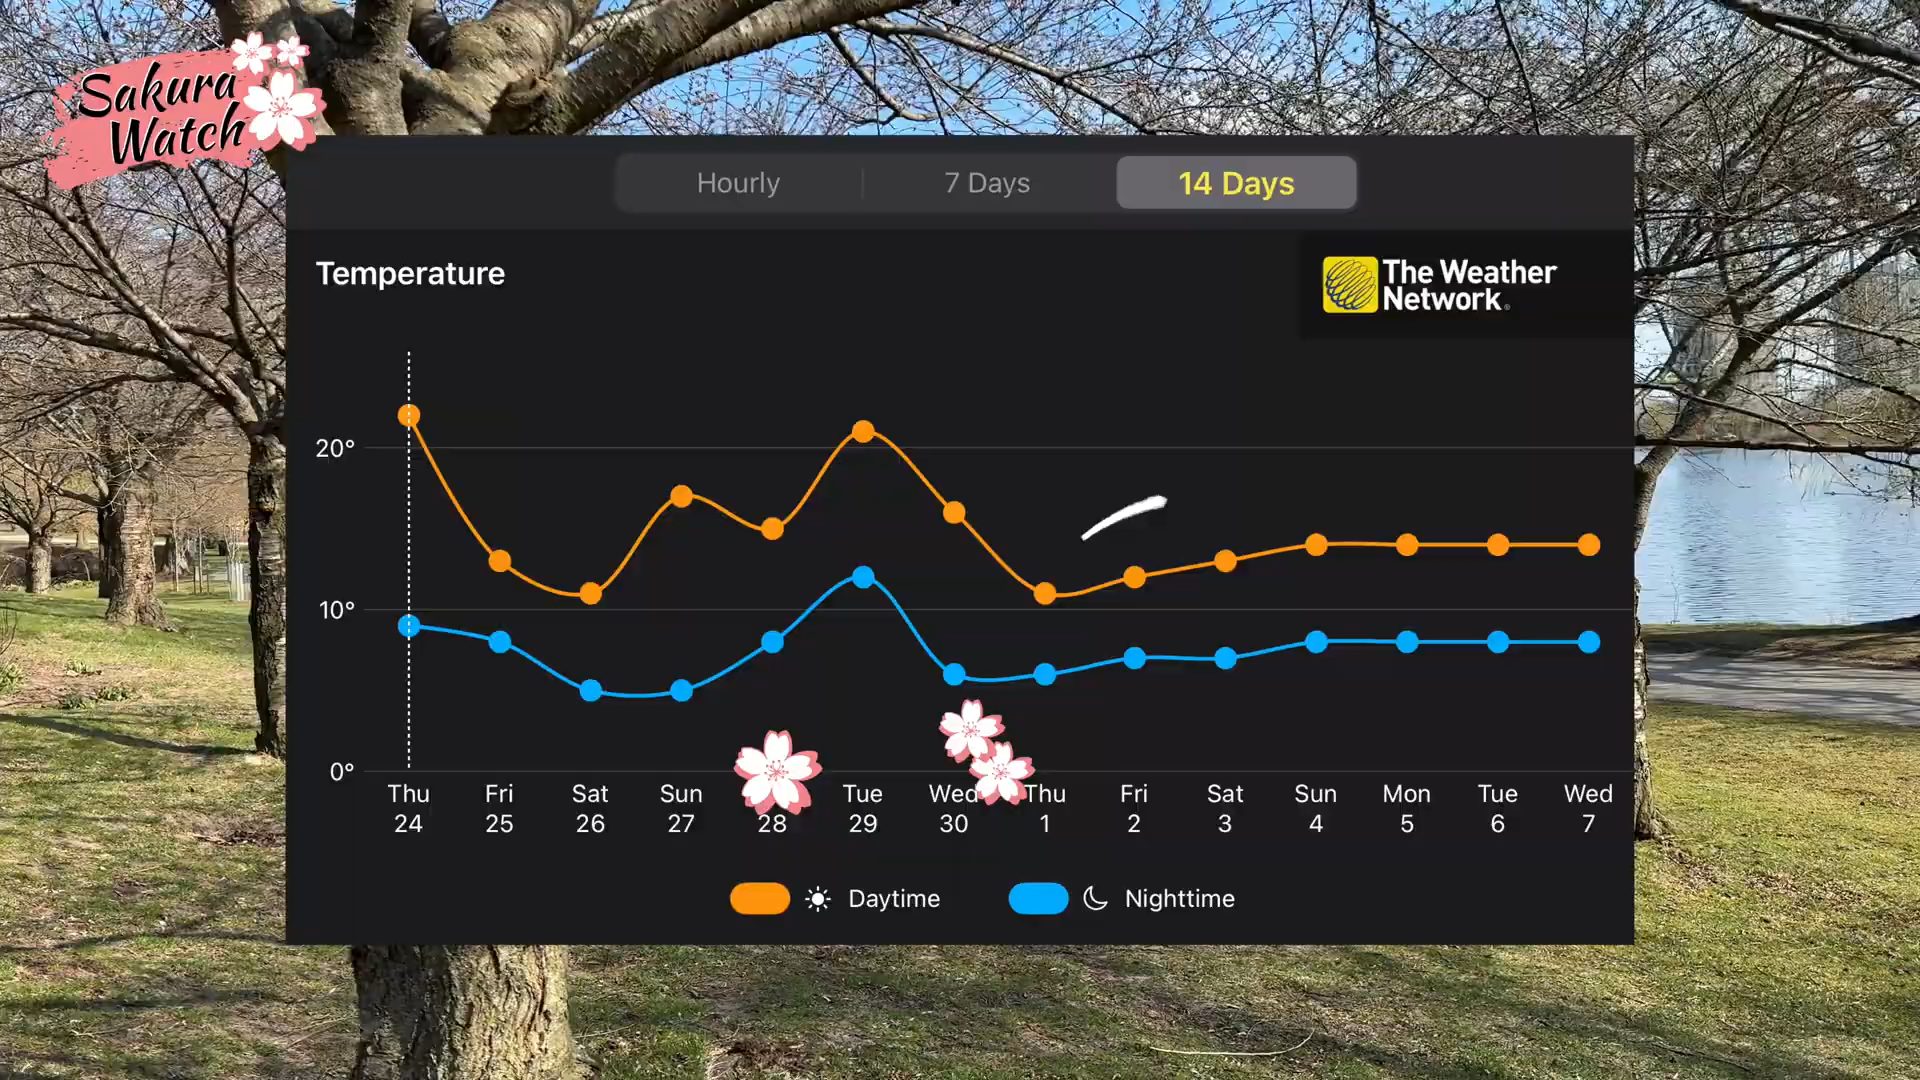 Sakura
Watch
Hourly
7 Days
14 Days
Temperature
The Weather
Network
20°
10°
0°
Thu Fri Sat Sun Tue Wed Thu Fri Sat Sun Mon Tue Wed
24 25 26 27 28 29 30 1 2 3 4 5 6 7
Daytime
Nighttime